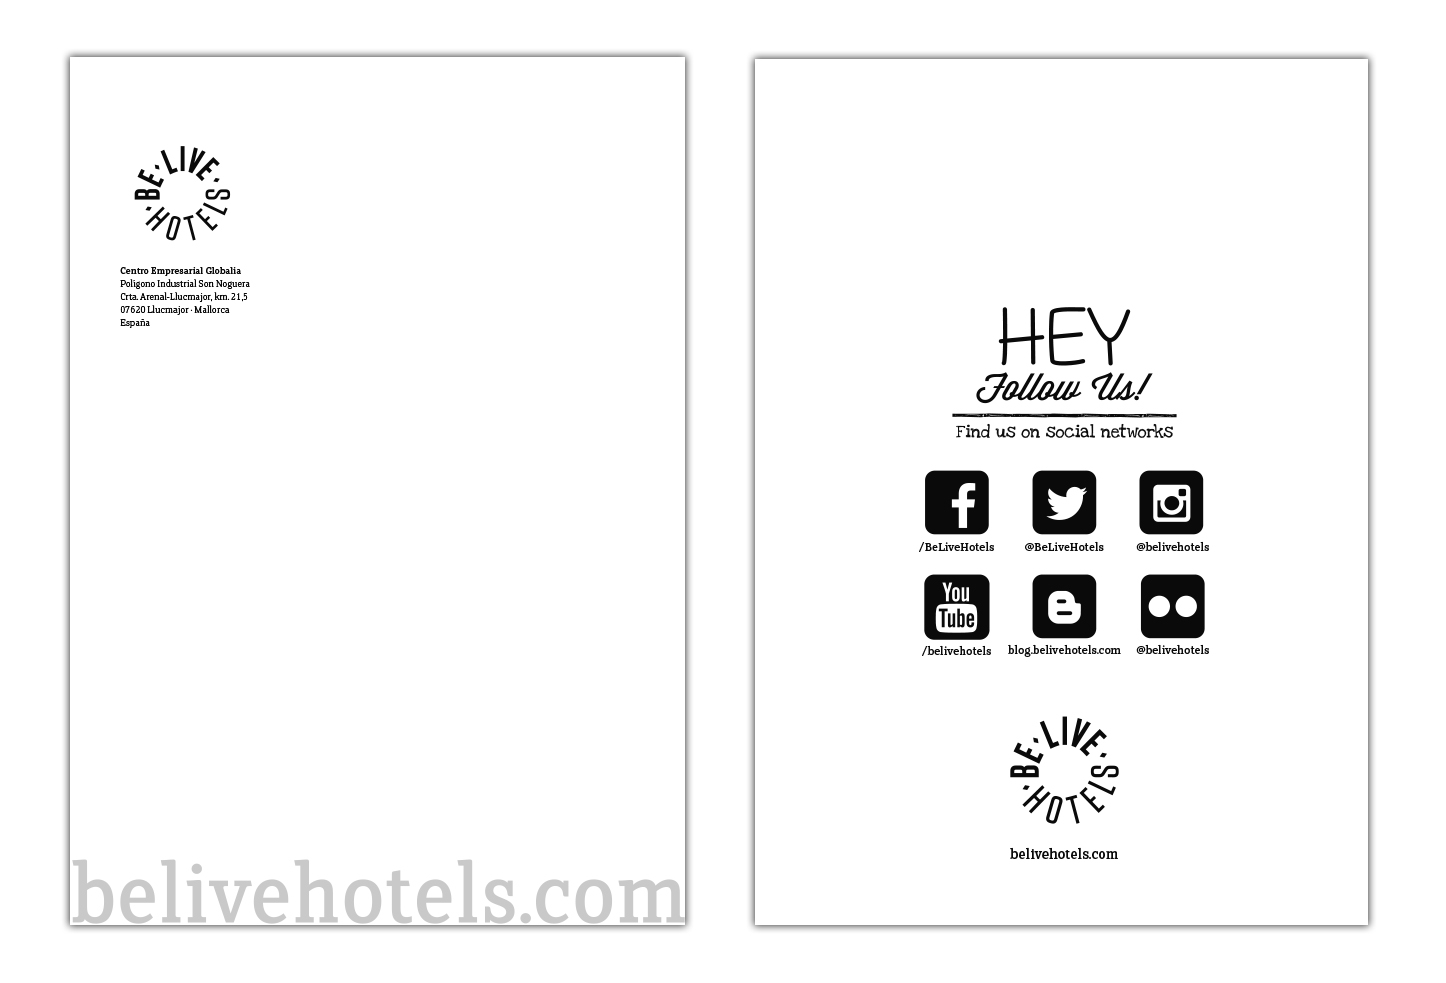 BE·LIVE·
·HOTELS
Centro Empresarial Globalia
Polígono Industrial Son Noguera
Crta. Arenal-Llucmajor, km. 21,5
07620 Llucmajor · Mallorca
España
belivehotels.com
HEY
Follow Us!
Find us on social networks
/BeLiveHotels
@BeLiveHotels
@belivehotels
You
Tube
/belivehotels
blog.belivehotels.com
@belivehotels
BE·LIVE·
·HOTELS
belivehotels.com